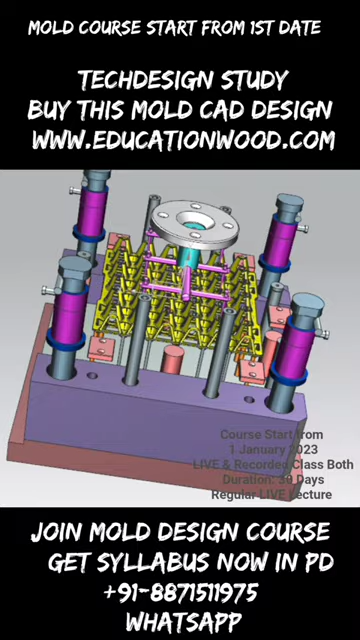 MOLD COURSE START FROM 1ST DATE
TECHDESIGN STUDY
BUY THIS MOLD CAD DESIGN
WWW.EDUCATIONWOOD.COM
Course Start from
1 January 2023
LIVE & Recorded Class Both
Duration: 30 Days
Regular LIVE Lecture
JOIN MOLD DESIGN COURSE
GET SYLLABUS NOW IN PD
+91-8871511975
WHATSAPP